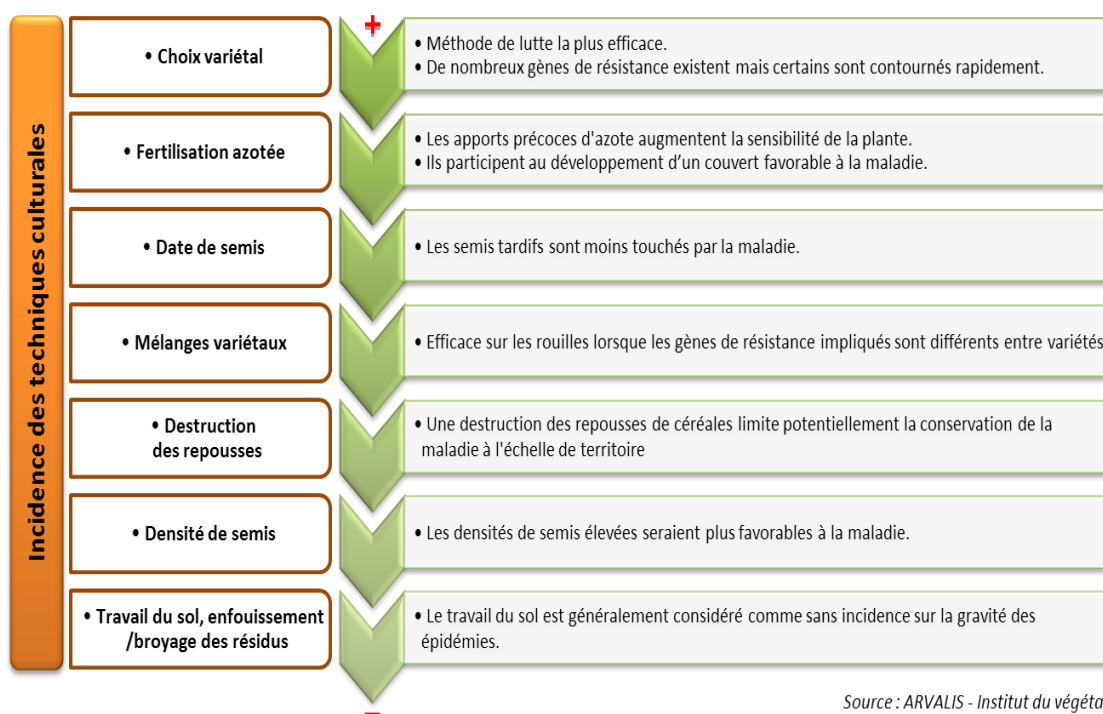 Incidence des techniques culturales
+
• Choix variétal
• Méthode de lutte la plus efficace.
• De nombreux gènes de résistance existent mais certains sont contournés rapidement.
• Fertilisation azotée
• Les apports précoces d'azote augmentent la sensibilité de la plante.
• Ils participent au développement d’un couvert favorable à la maladie.
• Date de semis
• Les semis tardifs sont moins touchés par la maladie.
• Mélanges variétaux
• Efficace sur les rouilles lorsque les gènes de résistance impliqués sont différents entre variétés
• Destruction
des repousses
• Une destruction des repousses de céréales limite potentiellement la conservation de la
maladie à l'échelle de territoire
• Densité de semis
• Les densités de semis élevées seraient plus favorables à la maladie.
• Travail du sol, enfouissement
/broyage des résidus
• Le travail du sol est généralement considéré comme sans incidence sur la gravité des
épidémies.
Source : ARVALIS - Institut du végéta